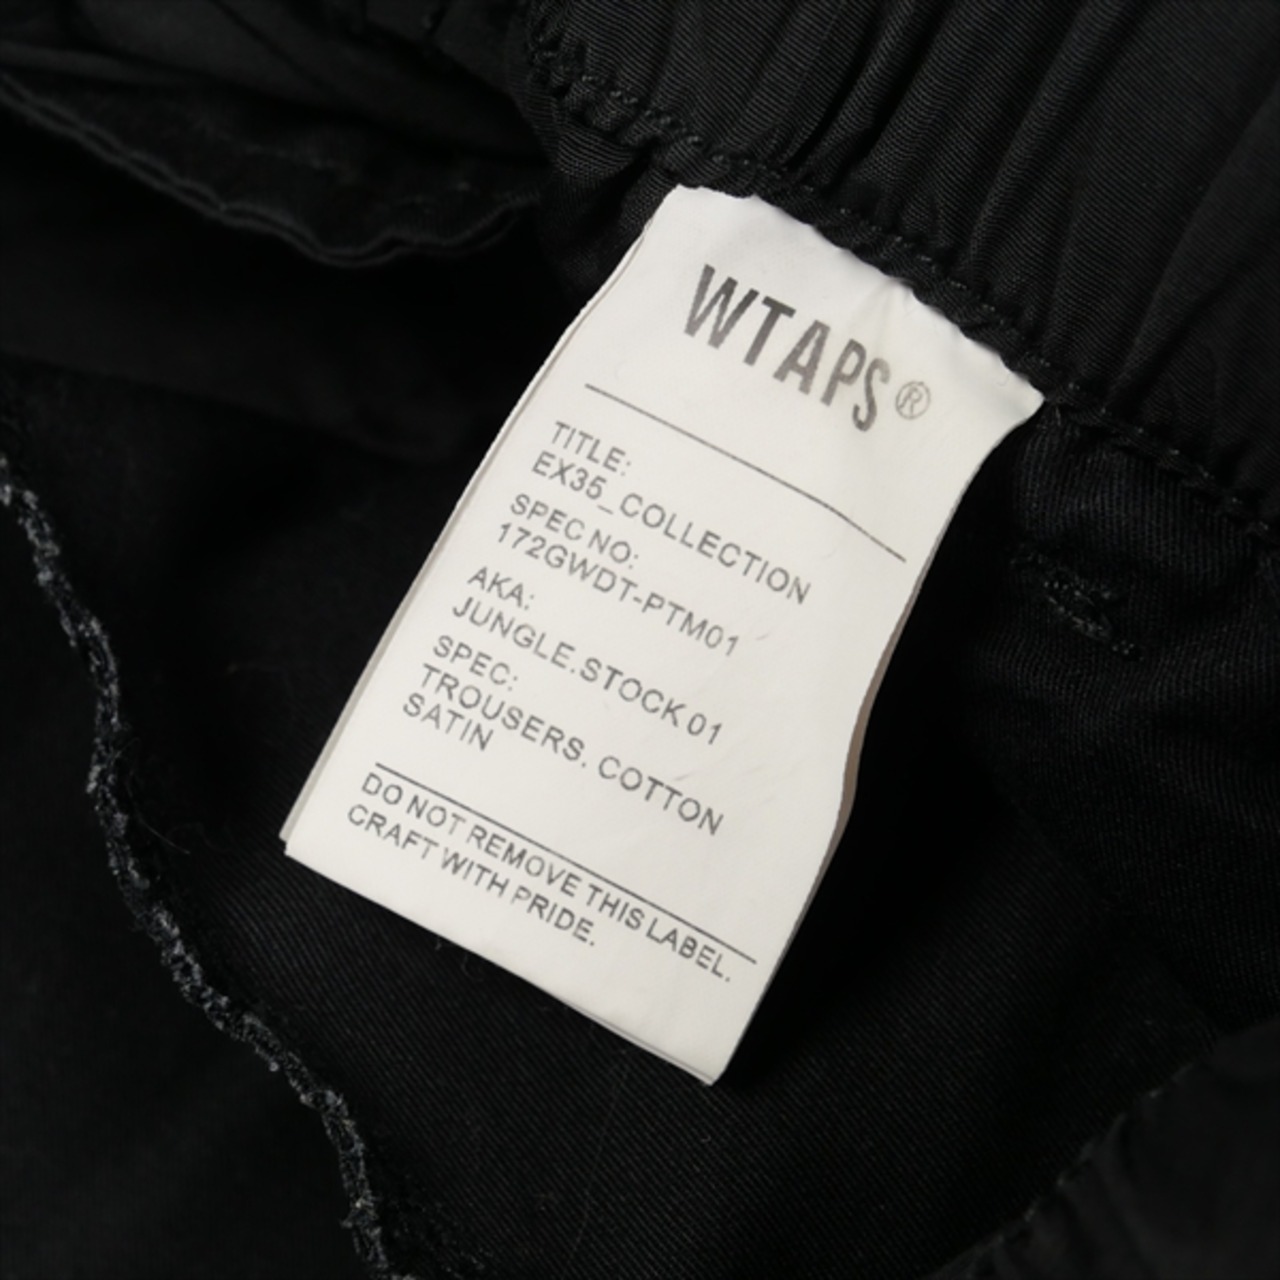 WTAPS®
TITLE:
EX35_COLLECTION
SPEC NO:
172GWDT-PTM01
AKA:
JUNGLE.STOCK 01
SPEC:
TROUSERS. COTTON
SATIN
DO NOT REMOVE THIS LABEL.
CRAFT WITH PRIDE.